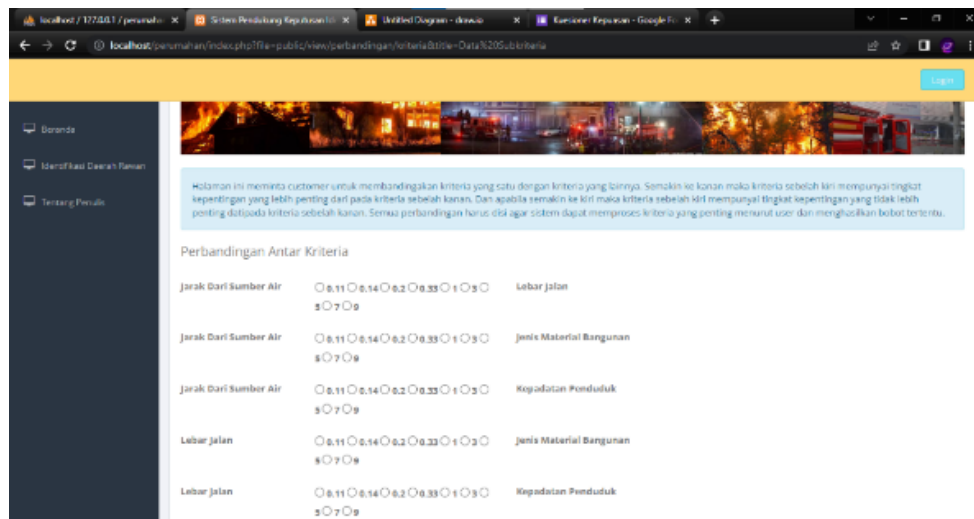 localhost / 127.0.0.1 / perumaha
Sistem Pendukung Keputusan
Untitled Diagram - draw.io
Kuesioner Kepuasan - Google Fo
localhost/perumahan/index.php?file=public/view/perbandingan/kriteria&title=Data%20Subkriteria
Login
Beranda
Identifikasi Daerah Rawan
Tentang Penulis
Halaman ini meminta customer untuk membandingakan kriteria yang satu dengan kriteria yang lainnya. Semakin ke kanan maka kriteria sebelah kiri mempunyai tingkat
kepentingan yang lebih penting dari pada kriteria sebelah kanan. Dan apabila semakin ke kiri maka kriteria sebelah kiri mempunyai tingkat kepentingan yang tidak lebih
penting datipada kriteria sebelah kanan. Semua perbandingan harus disi agar sistem dapat memproses kriteria yang penting menurut user dan menghasilkan bobot tertentu.
Perbandingan Antar Kriteria
Jarak Dari Sumber Air 0.11 0.14 0.2 0.33 1 3 Lebar Jalan
5 7 9
Jarak Dari Sumber Air 0.11 0.14 0.2 0.33 1 3 Jenis Material Bangunan
5 7 9
Jarak Dari Sumber Air 0.11 0.14 0.2 0.33 1 3 Kepadatan Penduduk
5 7 9
Lebar Jalan 0.11 0.14 0.2 0.33 1 3 Jenis Material Bangunan
5 7 9
Lebar Jalan 0.11 0.14 0.2 0.33 1 3 Kepadatan Penduduk
5 7 9